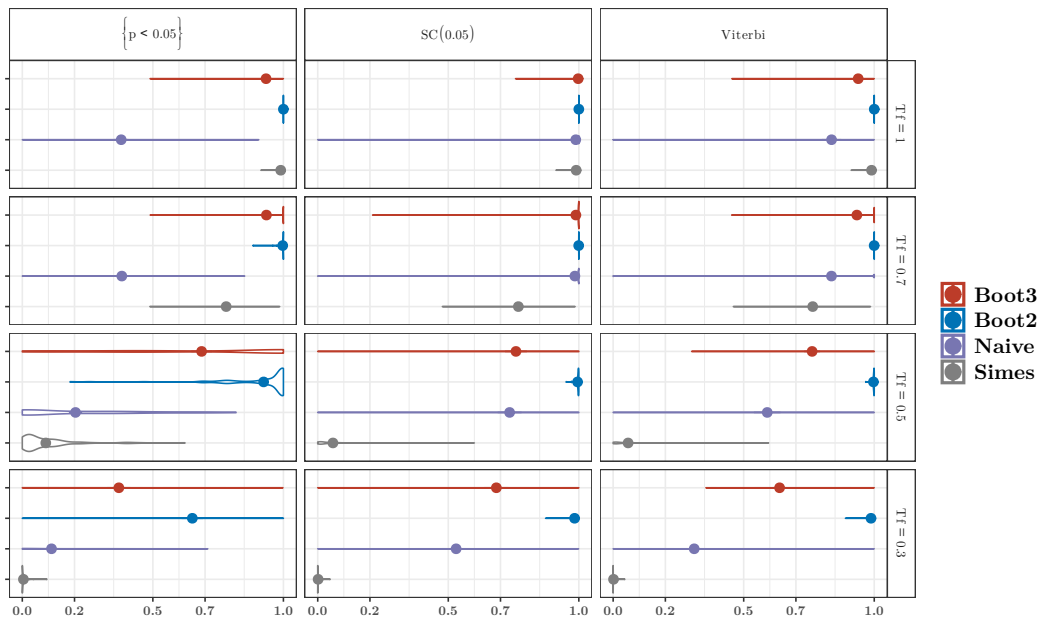 {p < 0.05}
SC(0.05)
Viterbi
Tf = 1
Tf = 0.7
Tf = 0.5
Tf = 0.3
Boot3
Boot2
Naive
Simes
0.0 0.2 0.5 0.7 1.0
0.0 0.2 0.5 0.7 1.0
0.0 0.2 0.5 0.7 1.0